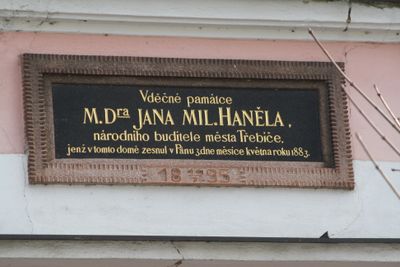 Vděčné památce
M.Dra JANA MIL. HANĚLA,
národního buditele města Třebíče,
jenž v tomto domě zesnul v Pánu 3.dne měsíce května roku 1883.